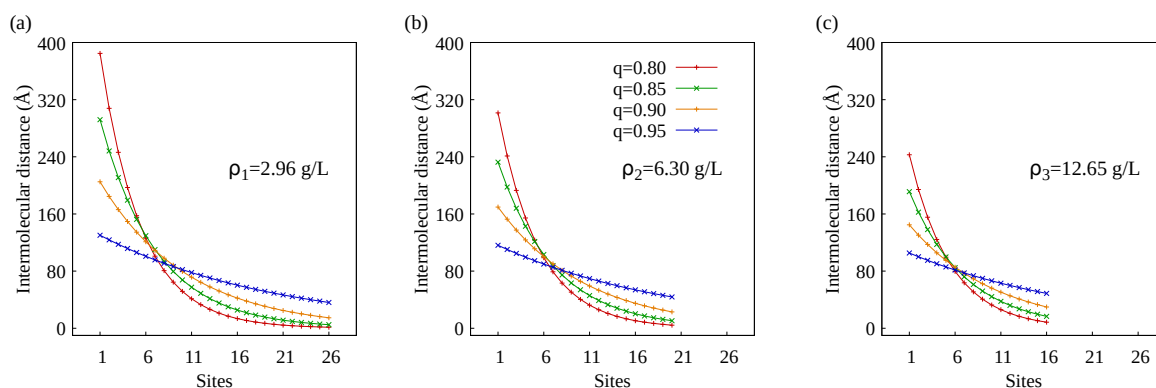 (a)
Intermolecular distance (Å)
400
320
240
160
80
0
ρ1=2.96 g/L
1 6 11 16 21 26
Sites
(b)
Intermolecular distance (Å)
400
320
240
160
80
0
q=0.80
q=0.85
q=0.90
q=0.95
ρ2=6.30 g/L
1 6 11 16 21 26
Sites
(c)
Intermolecular distance (Å)
400
320
240
160
80
0
ρ3=12.65 g/L
1 6 11 16 21 26
Sites